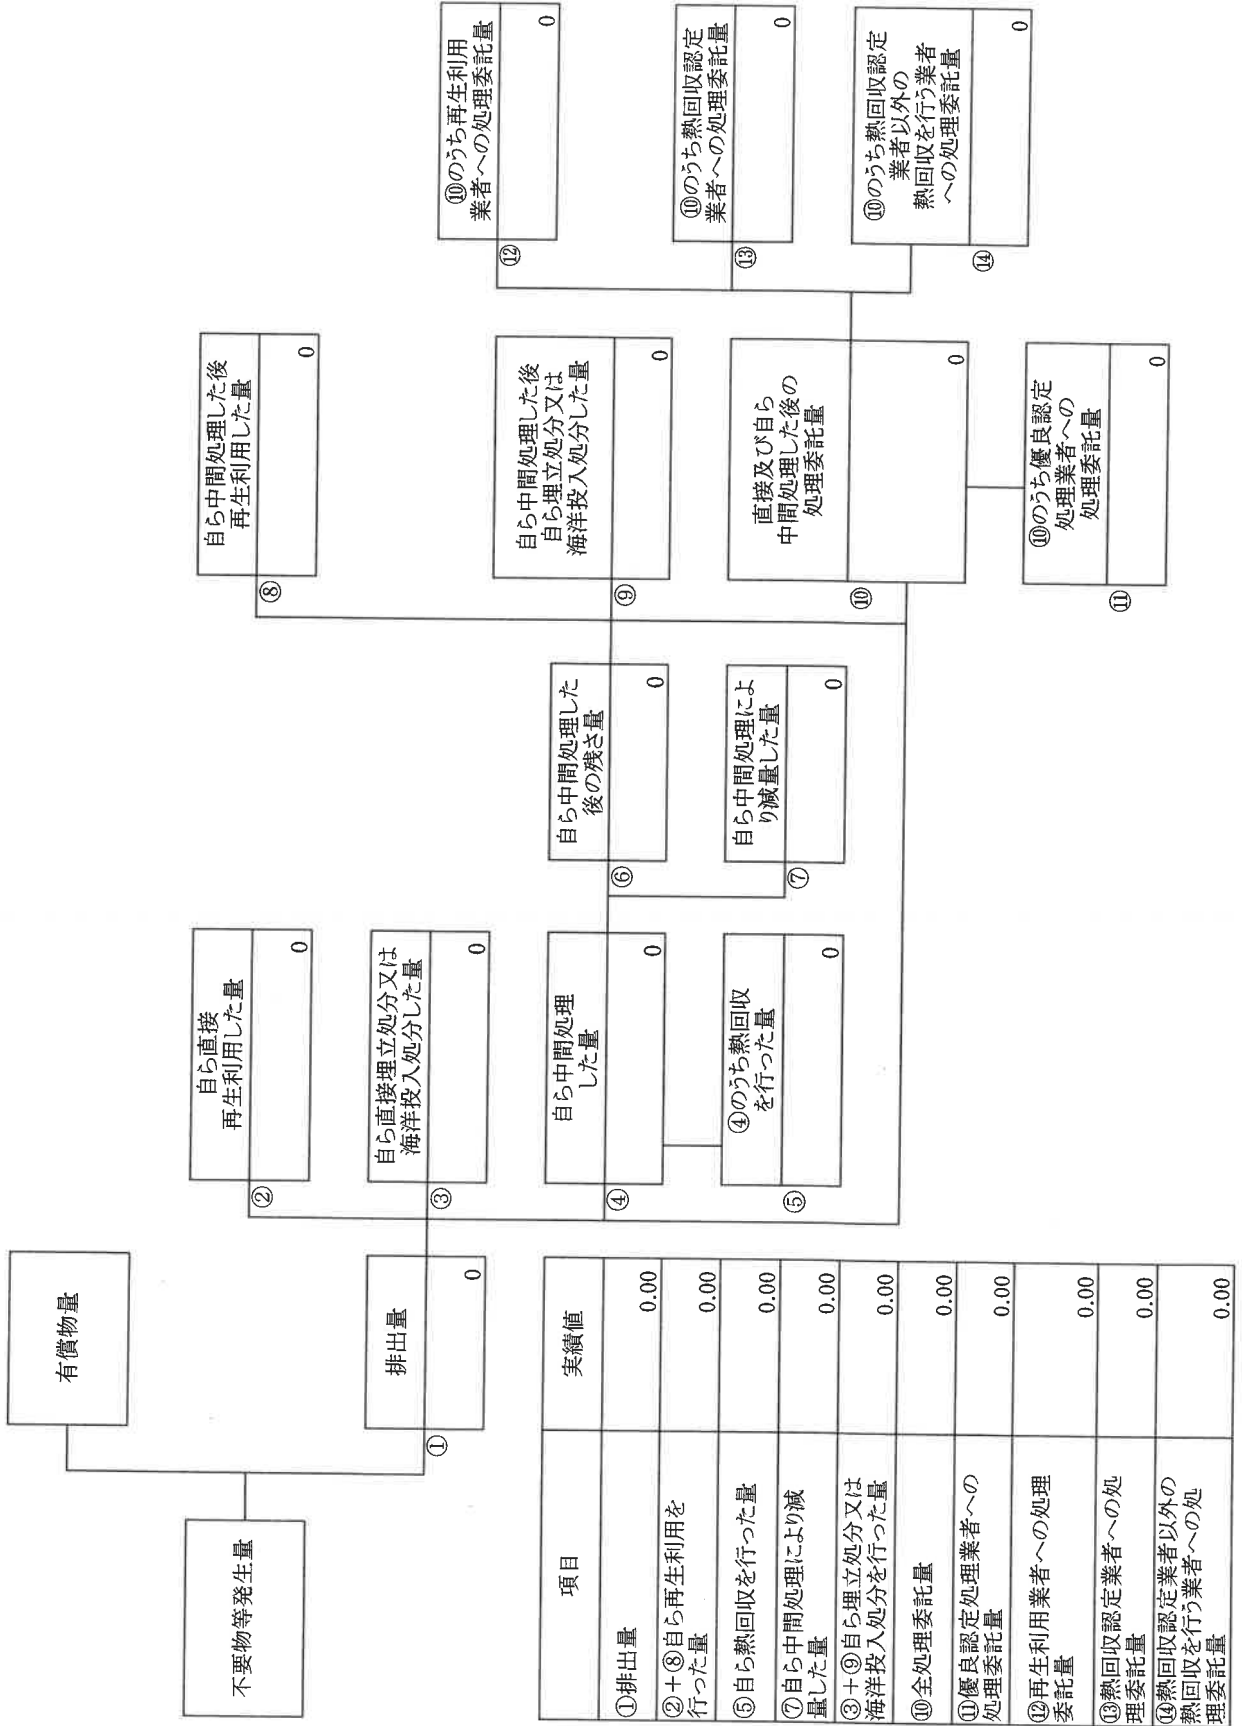 不要物等発生量
有償物量
排出量
①
0
自ら直接
再生利用した量
②
0
自ら直接埋立処分又は
海洋投入処分した量
③
0
自ら中間処理
した量
④
0
④のうち熱回収
を行った量
⑤
0
自ら中間処理した
後の残さ量
⑥
0
自ら中間処理によ
り減量した量
⑦
0
自ら中間処理した後
再生利用した量
⑧
0
自ら中間処理した後
自ら埋立処分又は
海洋投入処分した量
⑨
0
直接及び自ら
中間処理した後の
処理委託量
⑩
0
⑩のうち優良認定
処理業者への
処理委託量
⑪
0
⑩のうち再生利用
業者への処理委託量
⑫
0
⑩のうち熱回収認定
業者への処理委託量
⑬
0
⑩のうち熱回収認定
業者以外の
熱回収を行う業者
への処理委託量
⑭
0
項目 実績値
①排出量 0.00
②+⑧自ら再生利用を
行った量 0.00
⑤自ら熱回収を行った量 0.00
⑦自ら中間処理により減
量した量 0.00
③+⑨自ら埋立処分又は
海洋投入処分を行った量 0.00
⑩全処理委託量 0.00
⑪優良認定処理業者への
処理委託量 0.00
⑫再生利用業者への処理
委託量 0.00
⑬熱回収認定業者への処
理委託量 0.00
⑭熱回収認定業者以外の
熱回収を行う業者への処
理委託量 0.00